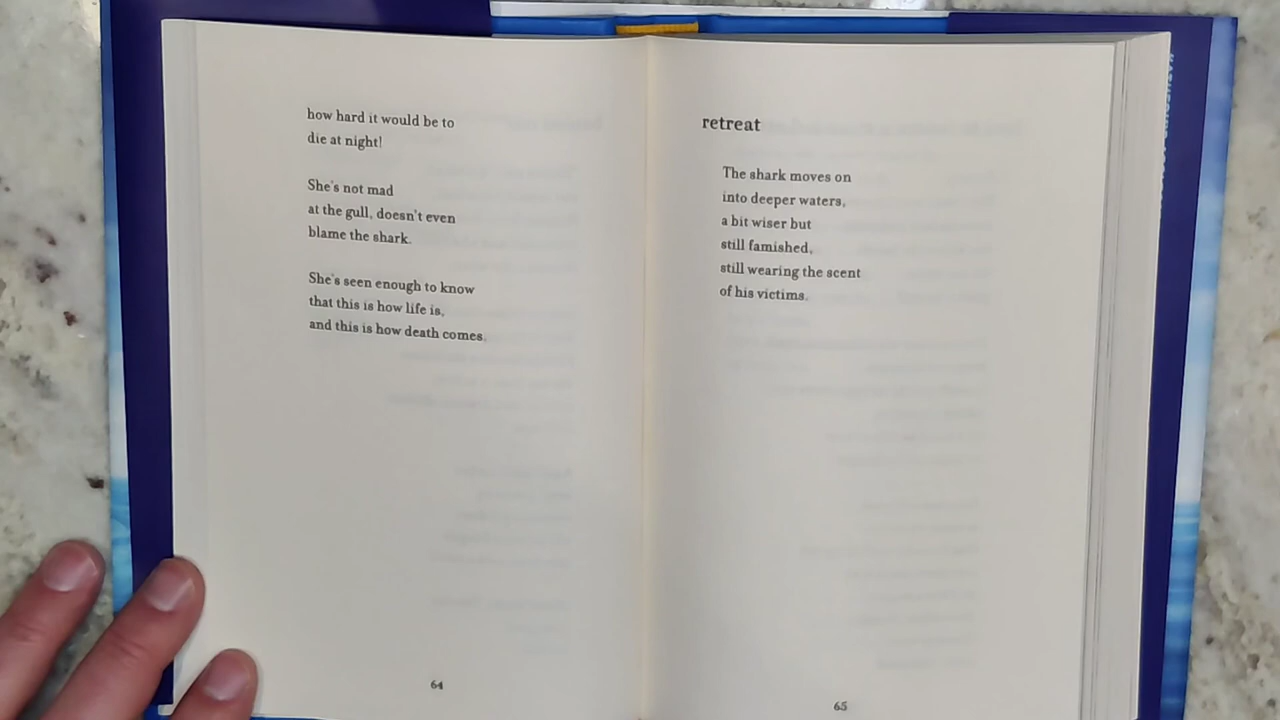 how hard it would be to
die at night!
She's not mad
at the gull, doesn't even
blame the shark.
She's seen enough to know
that this is how life is,
and this is how death comes.
64
retreat
The shark moves on
into deeper waters,
a bit wiser but
still famished,
still wearing the scent
of his victims.
65